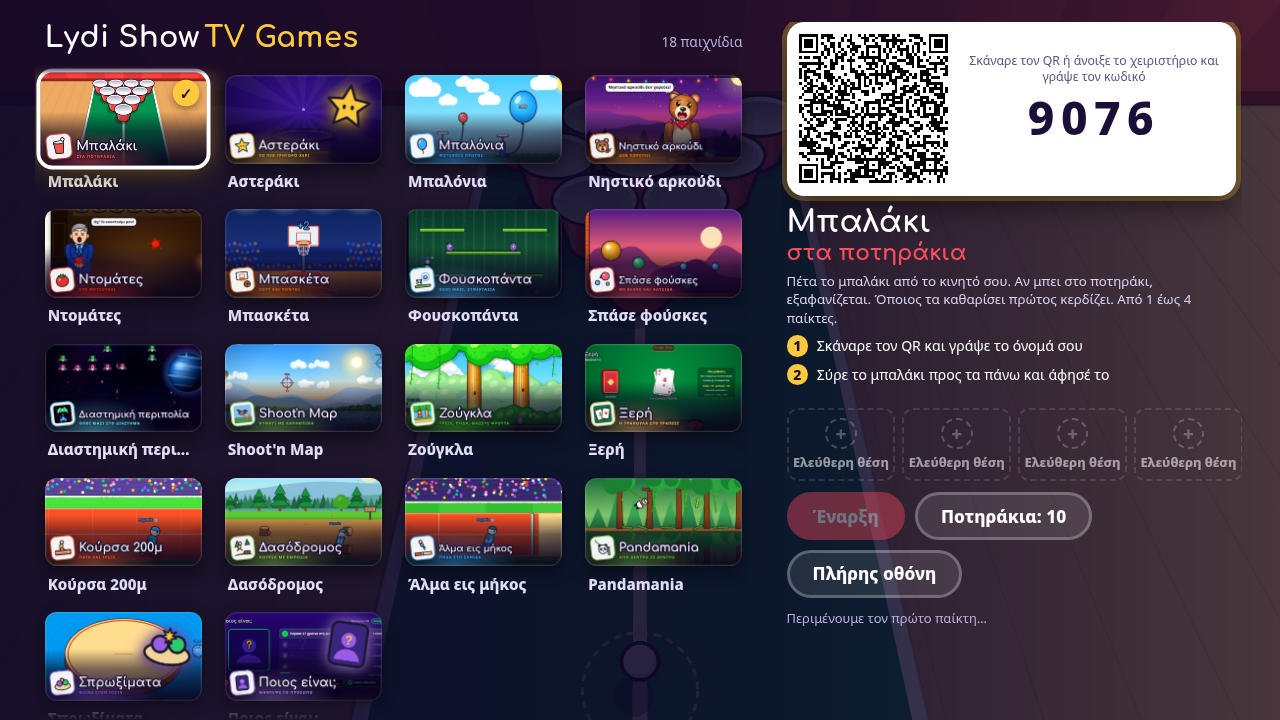 Lydi Show TV Games
18 παιχνίδια
Μπαλάκι
ΣΤΑ ΠΟΤΗΡΑΚΙΑ
Αστεράκι
Μπαλόνια
Νηστικό αρκούδι
Μπαλάκι
Αστεράκι
Μπαλόνια
Νηστικό αρκούδι
Ντομάτες
Μπασκέτα
Φουσκοπάντα
Σπάσε φούσκες
Ντομάτες
Μπασκέτα
Φουσκοπάντα
Σπάσε φούσκες
Διαστημική περιπολία
Shoot'n Map
Ζούγκλα
Ξερή
Διαστημική περι...
Shoot'n Map
Ζούγκλα
Ξερή
Κούρσα 200μ
Δασόδρομος
Άλμα εις μήκος
Pandamania
Κούρσα 200μ
Δασόδρομος
Άλμα εις μήκος
Pandamania
Σπρωξίματα
Ποιος είναι;
Σπρωξίματα
Ποιος είναι;
Σκάναρε τον QR ή άνοιξε το χειριστήριο και
γράψε τον κωδικό
9076
Μπαλάκι
στα ποτηράκια
Πέτα το μπαλάκι από το κινητό σου. Αν μπει στο ποτηράκι,
εξαφανίζεται. Όποιος τα καθαρίσει πρώτος κερδίζει. Από 1 έως 4
παίκτες.
1 Σκάναρε τον QR και γράψε το όνομά σου
2 Σύρε το μπαλάκι προς τα πάνω και άφησέ το
+ + + +
Ελεύθερη θέση Ελεύθερη θέση Ελεύθερη θέση Ελεύθερη θέση
Έναρξη Ποτηράκια: 10
Πλήρης οθόνη
Περιμένουμε τον πρώτο παίκτη...